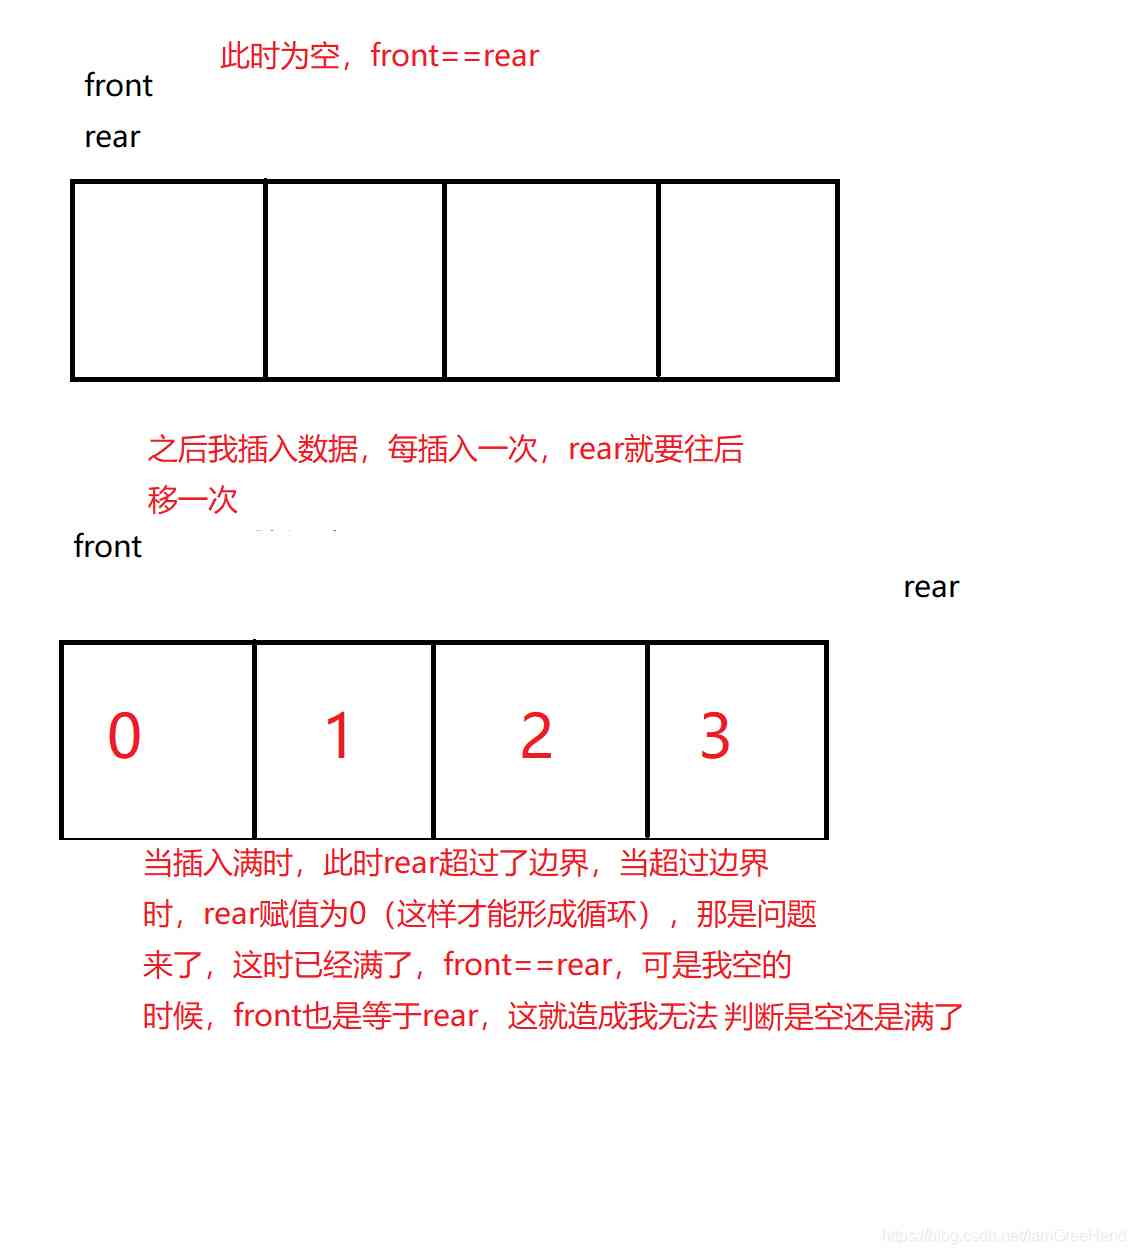 此时为空，front==rear
front
rear
之后我插入数据，每插入一次，rear就要往后
移一次
front
rear
0 1 2 3
当插入满时，此时rear超过了边界，当超过边界
时，rear赋值为0（这样才能形成循环），那是问题
来了，这时已经满了，front==rear，可是我空的
时候，front也是等于rear，这就造成我无法 判断是空还是满了
https://blog.csdn.net/IamGreeHand